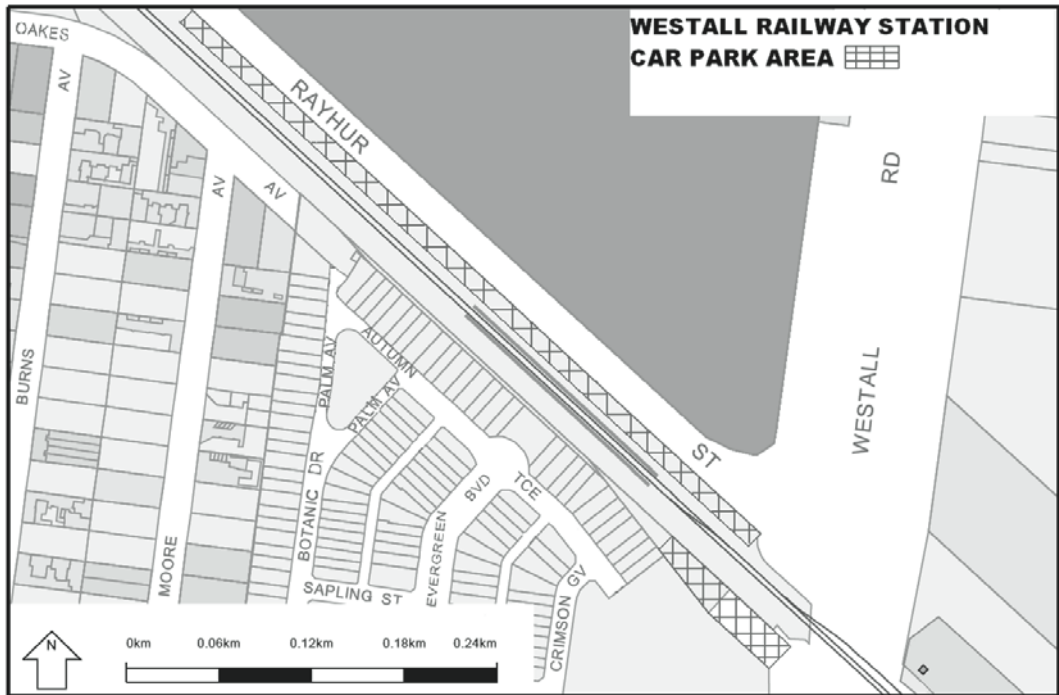 WESTALL RAILWAY STATION
CAR PARK AREA
OAKES
AV
RAYHUR
RD
AV
AV
BURNS
PALM AV
AUTUMN
PALM AV
WESTALL
ST
BOTANIC DR
BVD
TCE
EVERGREEN
MOORE
SAPLING ST
CRIMSON GV
N
0km 0.06km 0.12km 0.18km 0.24km